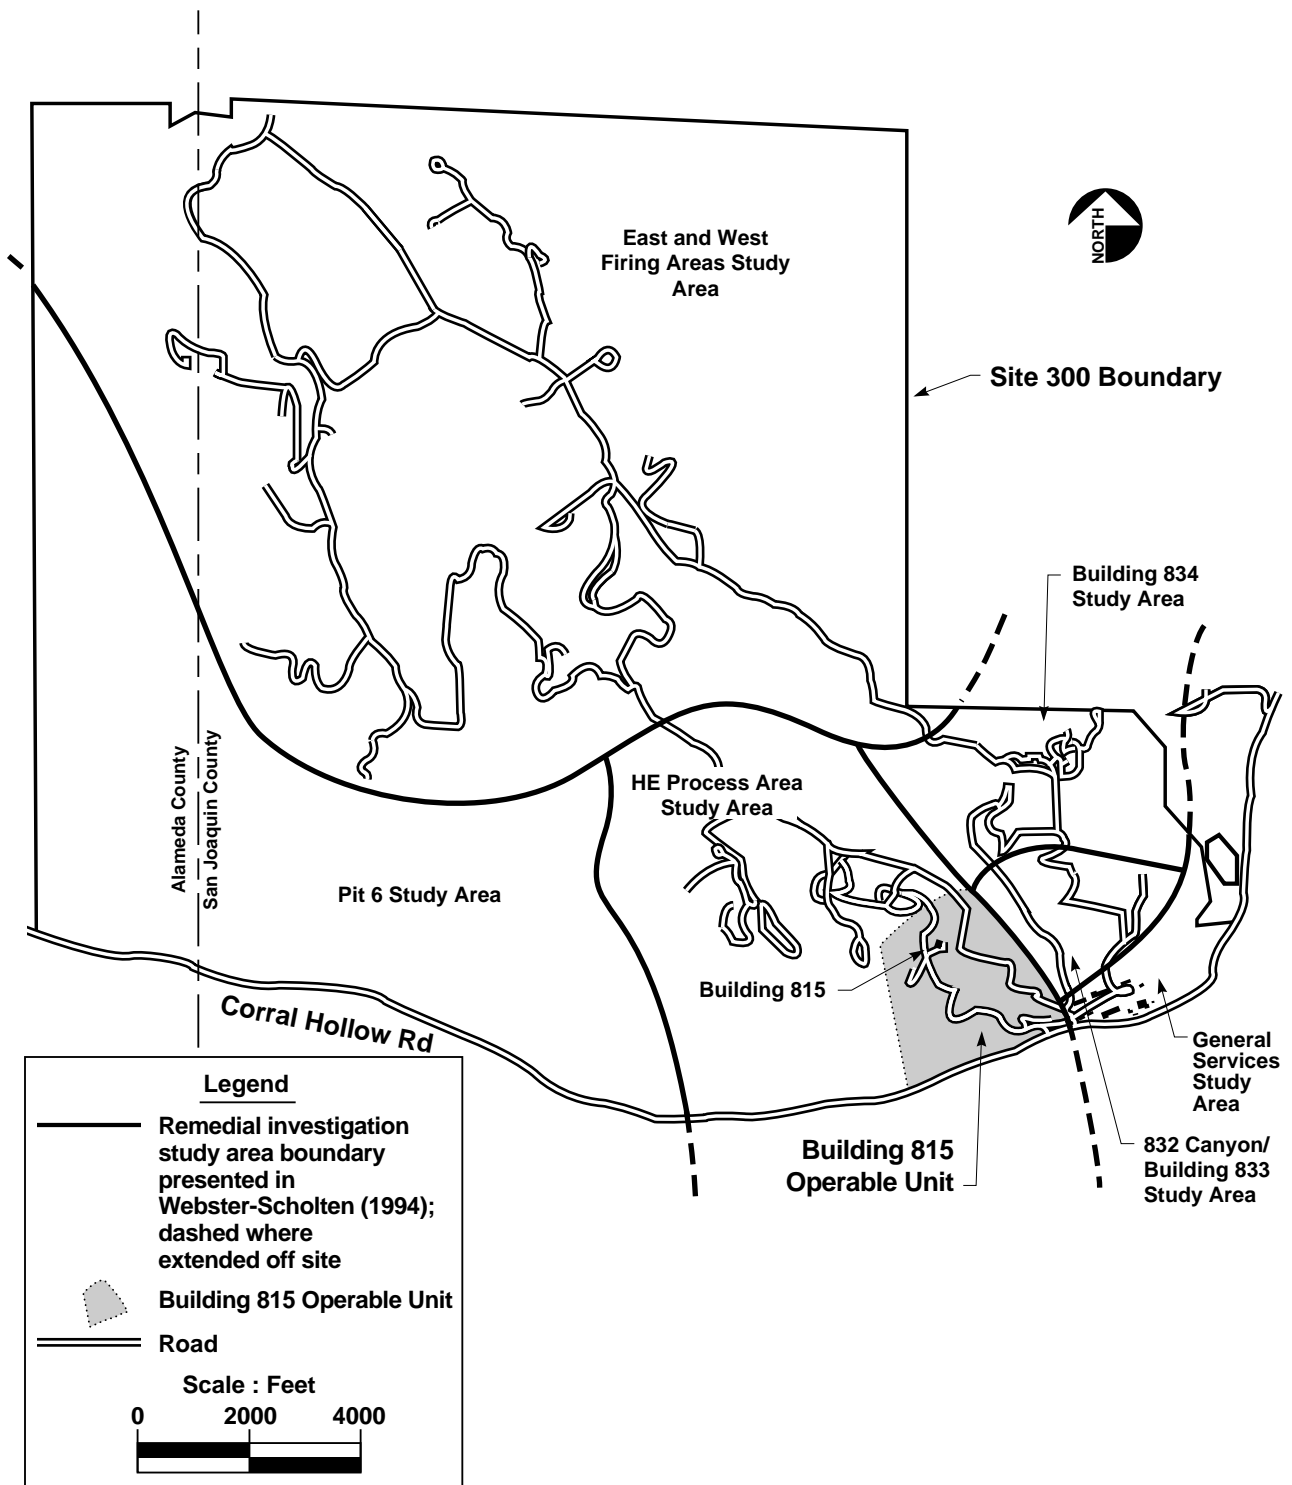 East and West
Firing Areas Study
Area
NORTH
Site 300 Boundary
Building 834
Study Area
Alameda County
San Joaquin County
HE Process Area
Study Area
Pit 6 Study Area
Building 815
Corral Hollow Rd
General
Services
Study
Area
Building 815
Operable Unit
832 Canyon/
Building 833
Study Area
Legend
Remedial investigation
study area boundary
presented in
Webster-Scholten (1994);
dashed where
extended off site
Building 815 Operable Unit
Road
Scale : Feet
0 2000 4000